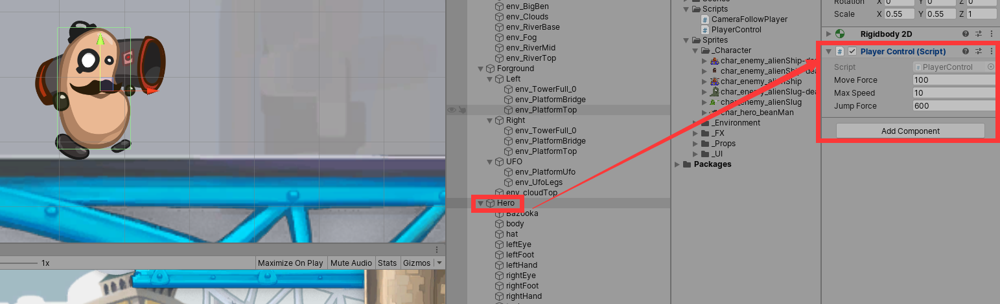 1x
Maximize On Play
Mute Audio
Stats
Gizmos
env_BigBen
env_Clouds
env_RiverBase
env_Fog
env_RiverMid
env_RiverTop
Forground
Left
env_TowerFull_0
env_PlatformBridge
env_PlatformTop
Right
env_TowerFull_0
env_PlatformBridge
env_PlatformTop
UFO
env_PlatformUfo
env_UfoLegs
env_cloudTop
Hero
Bazooka
body
hat
leftEye
leftFoot
leftHand
rightEye
rightFoot
rightHand
Scripts
CameraFollowPlayer
PlayerControl
Sprites
_Character
char_enemy_alienShip-de
char_enemy_alienShip-dea
char_enemy_alienShip
char_enemy_alienSlug-dea
char_enemy_alienSlug
char_hero_beanMan
_Environment
_FX
_Props
_UI
Packages
Rotation X 0 Y 0 Z 0
Scale X 0.55 Y 0.55 Z 1
Rigidbody 2D
# Player Control (Script)
Script # PlayerControl
Move Force 100
Max Speed 10
Jump Force 600
Add Component